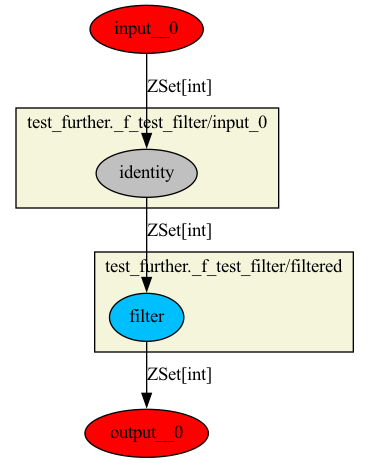 input__0
ZSet[int]
test_further._f_test_filter/input_0
identity
ZSet[int]
test_further._f_test_filter/filtered
filter
ZSet[int]
output__0